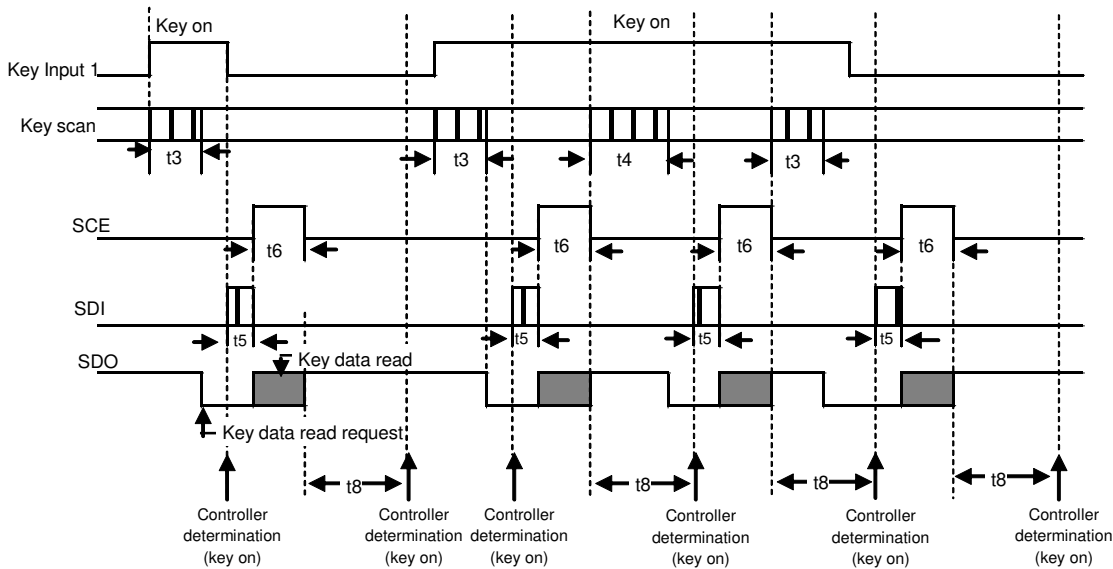 Key on
Key on
Key Input 1
Key scan
t3
t3
t4
t3
SCE
t6
t6
t6
t6
SDI
t5
t5
t5
t5
SDO
Key data read
Key data read request
t8
t8
t8
t8
Controller
determination
(key on)
Controller
determination
(key on)
Controller
determination
(key on)
Controller
determination
(key on)
Controller
determination
(key on)
Controller
determination
(key on)